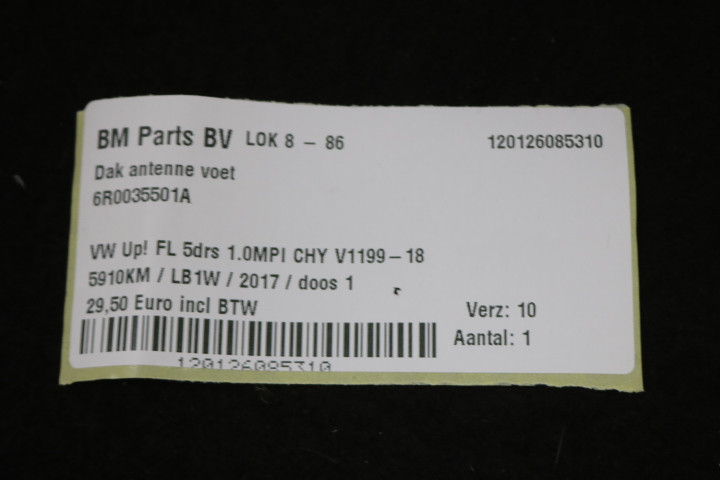 BM Parts BV LOK 8 - 86 120126085310
Dak antenne voet
6R0035501A
VW Up! FL 5drs 1.0MPI CHY V1199-18
5910KM / LB1W / 2017 / doos 1
29,50 Euro incl BTW Verz: 10
Aantal: 1
120126085310